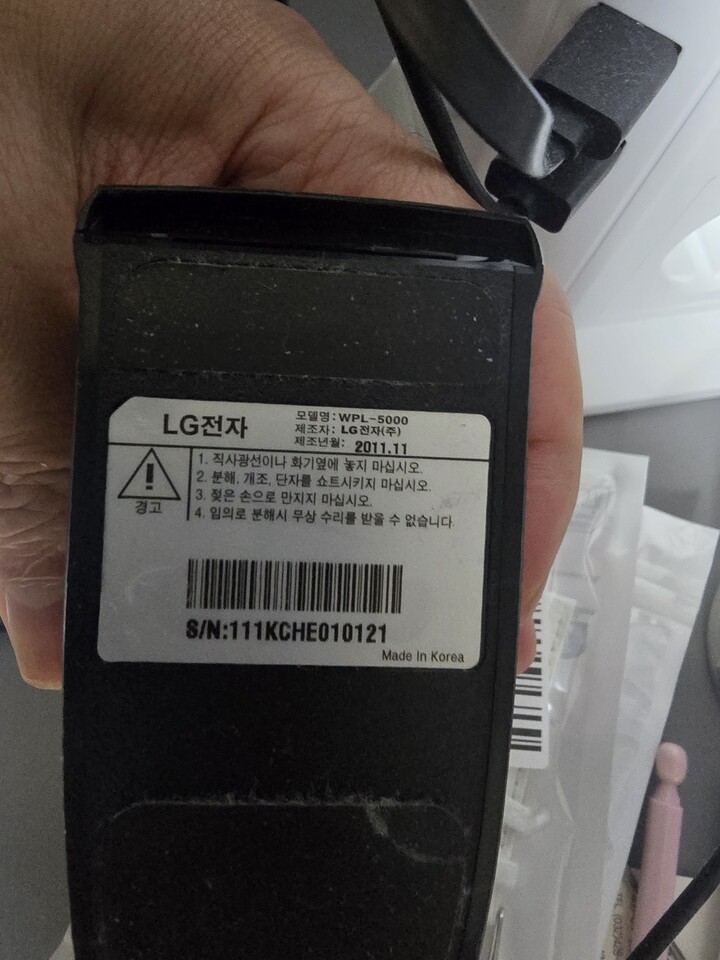 LG전자
모델명:WPL-5000
제조자: LG전자(주)
제조년월: 2011.11
경고
1. 직사광선이나 화기옆에 놓지 마십시오.
2. 분해, 개조, 단자를 쇼트시키지 마십시오.
3. 젖은 손으로 만지지 마십시오.
4. 임의로 분해시 무상 수리를 받을 수 없습니다.
S/N:111KCHE010121
Made In Korea